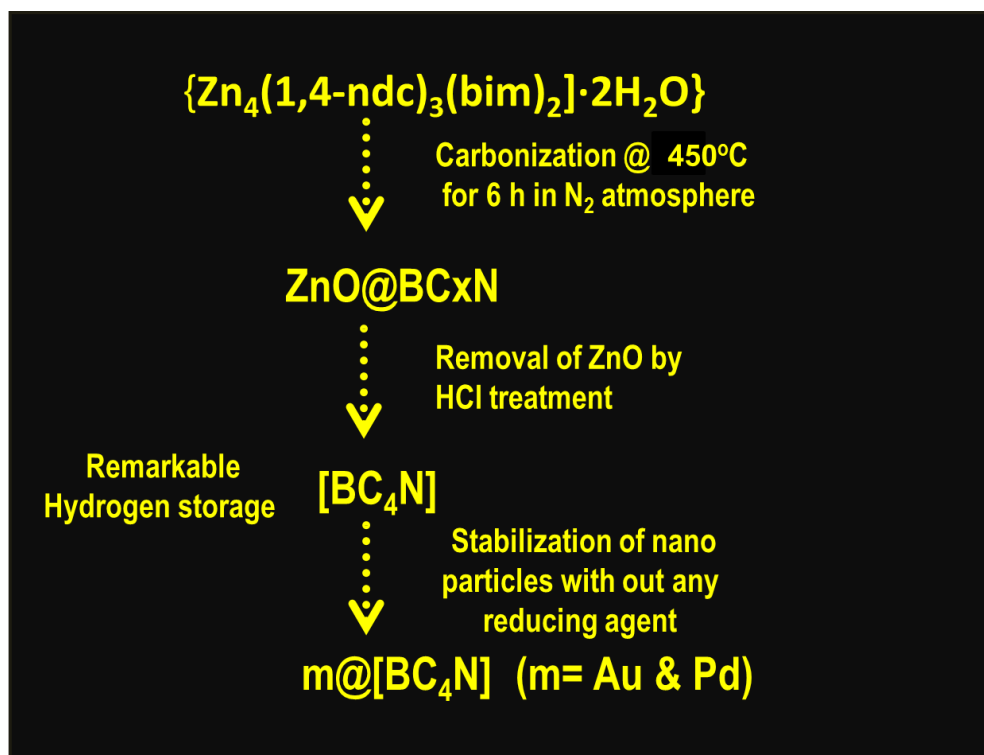 {Zn₄(1,4-ndc)₃(bim)₂]·2H₂O}
Carbonization @ 450°C
for 6 h in N₂ atmosphere
ZnO@BCxN
Removal of ZnO by
HCl treatment
Remarkable
Hydrogen storage
[BC₄N]
Stabilization of nano
particles with out any
reducing agent
m@[BC₄N] (m= Au & Pd)